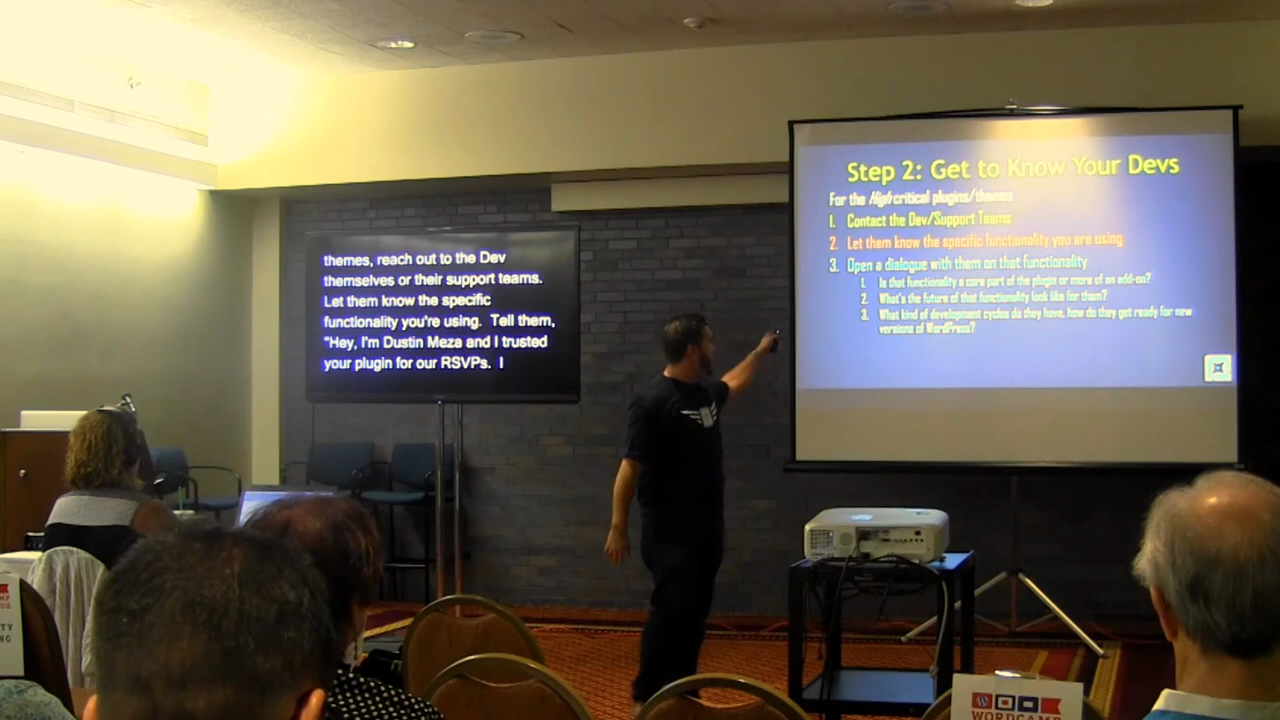 themes, reach out to the Dev
themselves or their support teams.
Let them know the specific
functionality you're using. Tell them,
"Hey, I'm Dustin Meza and I trusted
your plugin for our RSVPs. I
Step 2: Get to Know Your Devs
For the High critical plugins/themes
1. Contact the Dev/Support Teams
2. Let them know the specific functionality you are using
3. Open a dialogue with them on that functionality
1. Is that functionality a core part of the plugin or more of an add-on?
2. What's the future of that functionality look like for them?
3. What kind of development cycles do they have, how do they get ready for new
versions of WordPress?
WORDCAMP